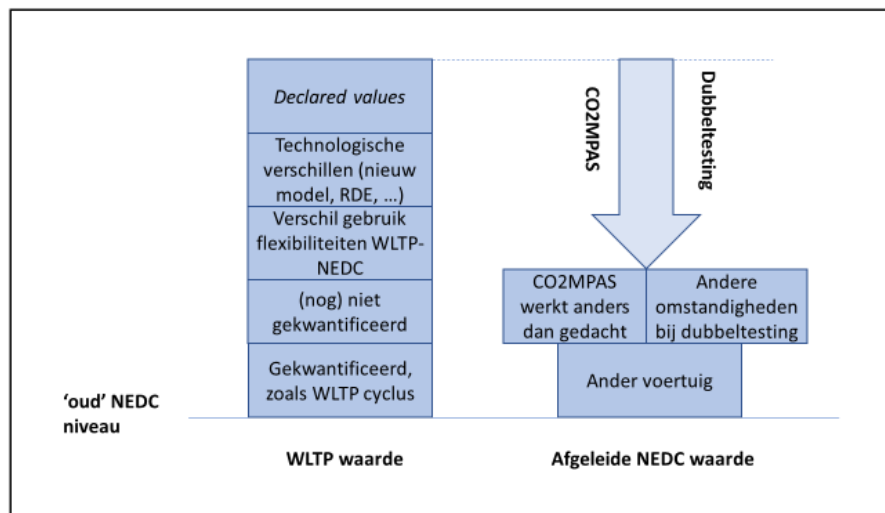 Declared values
Technologische
verschillen (nieuw
model, RDE, ...)
Verschil gebruik
flexibiliteiten WLTP-
NEDC
(nog) niet
gekwantificeerd
Gekwantificeerd,
zoals WLTP cyclus
'oud' NEDC
niveau
WLTP waarde
CO2MPAS
Dubbeltesting
CO2MPAS
werkt anders
dan gedacht
Andere
omstandigheden
bij dubbeltesting
Ander voertuig
Afgeleide NEDC waarde